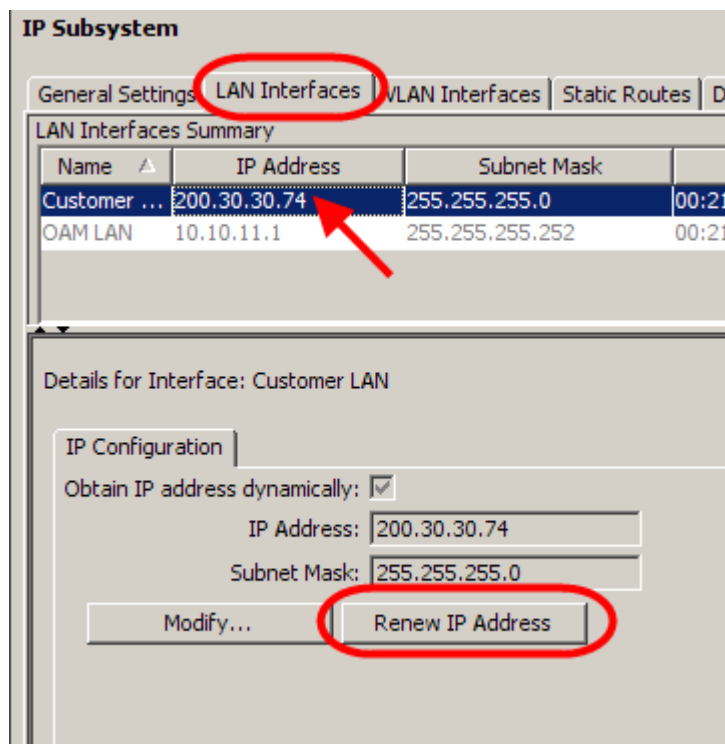 IP Subsystem
General Settings LAN Interfaces VLAN Interfaces Static Routes D
LAN Interfaces Summary
Name IP Address Subnet Mask
Customer ... 200.30.30.74 255.255.255.0 00:21
OAM LAN 10.10.11.1 255.255.255.252 00:21
Details for Interface: Customer LAN
IP Configuration
Obtain IP address dynamically:
IP Address: 200.30.30.74
Subnet Mask: 255.255.255.0
Modify... Renew IP Address